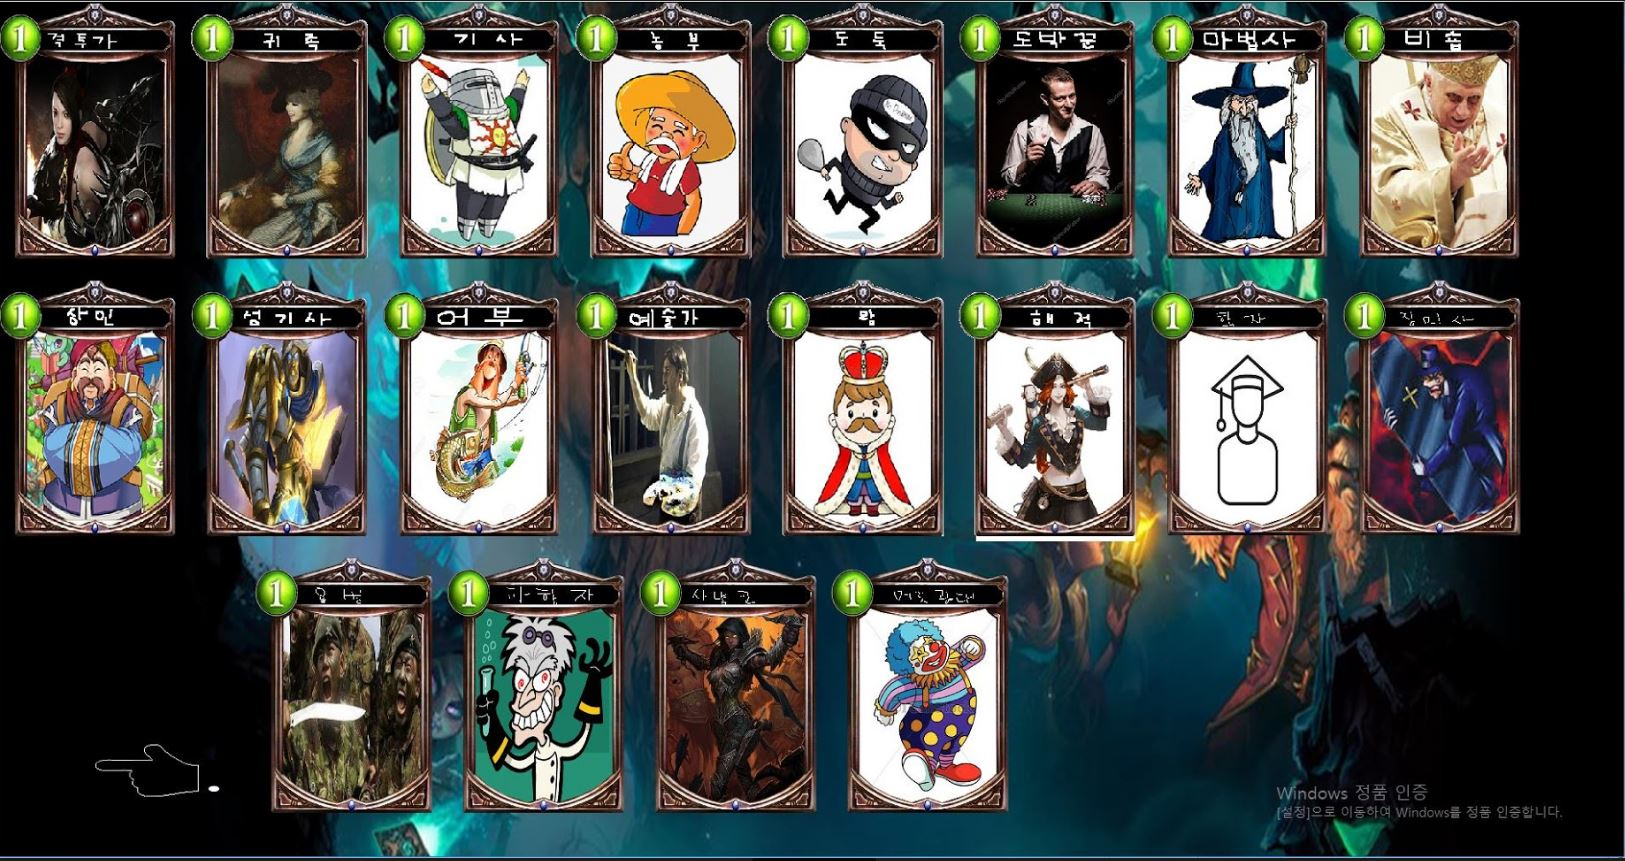 1 격투가
1 귀족
1 기사
1 농부
1 도둑
1 도박꾼
1 마법사
1 비숍
1 상인
1 성기사
1 어부
1 예술가
1 왕
1 해적
1 학자
1 장의사
1 용병
1 과학자
1 사냥꾼
1 어릿광대
Windows 정품 인증
[설정]으로 이동하여 Windows를 정품 인증합니다.